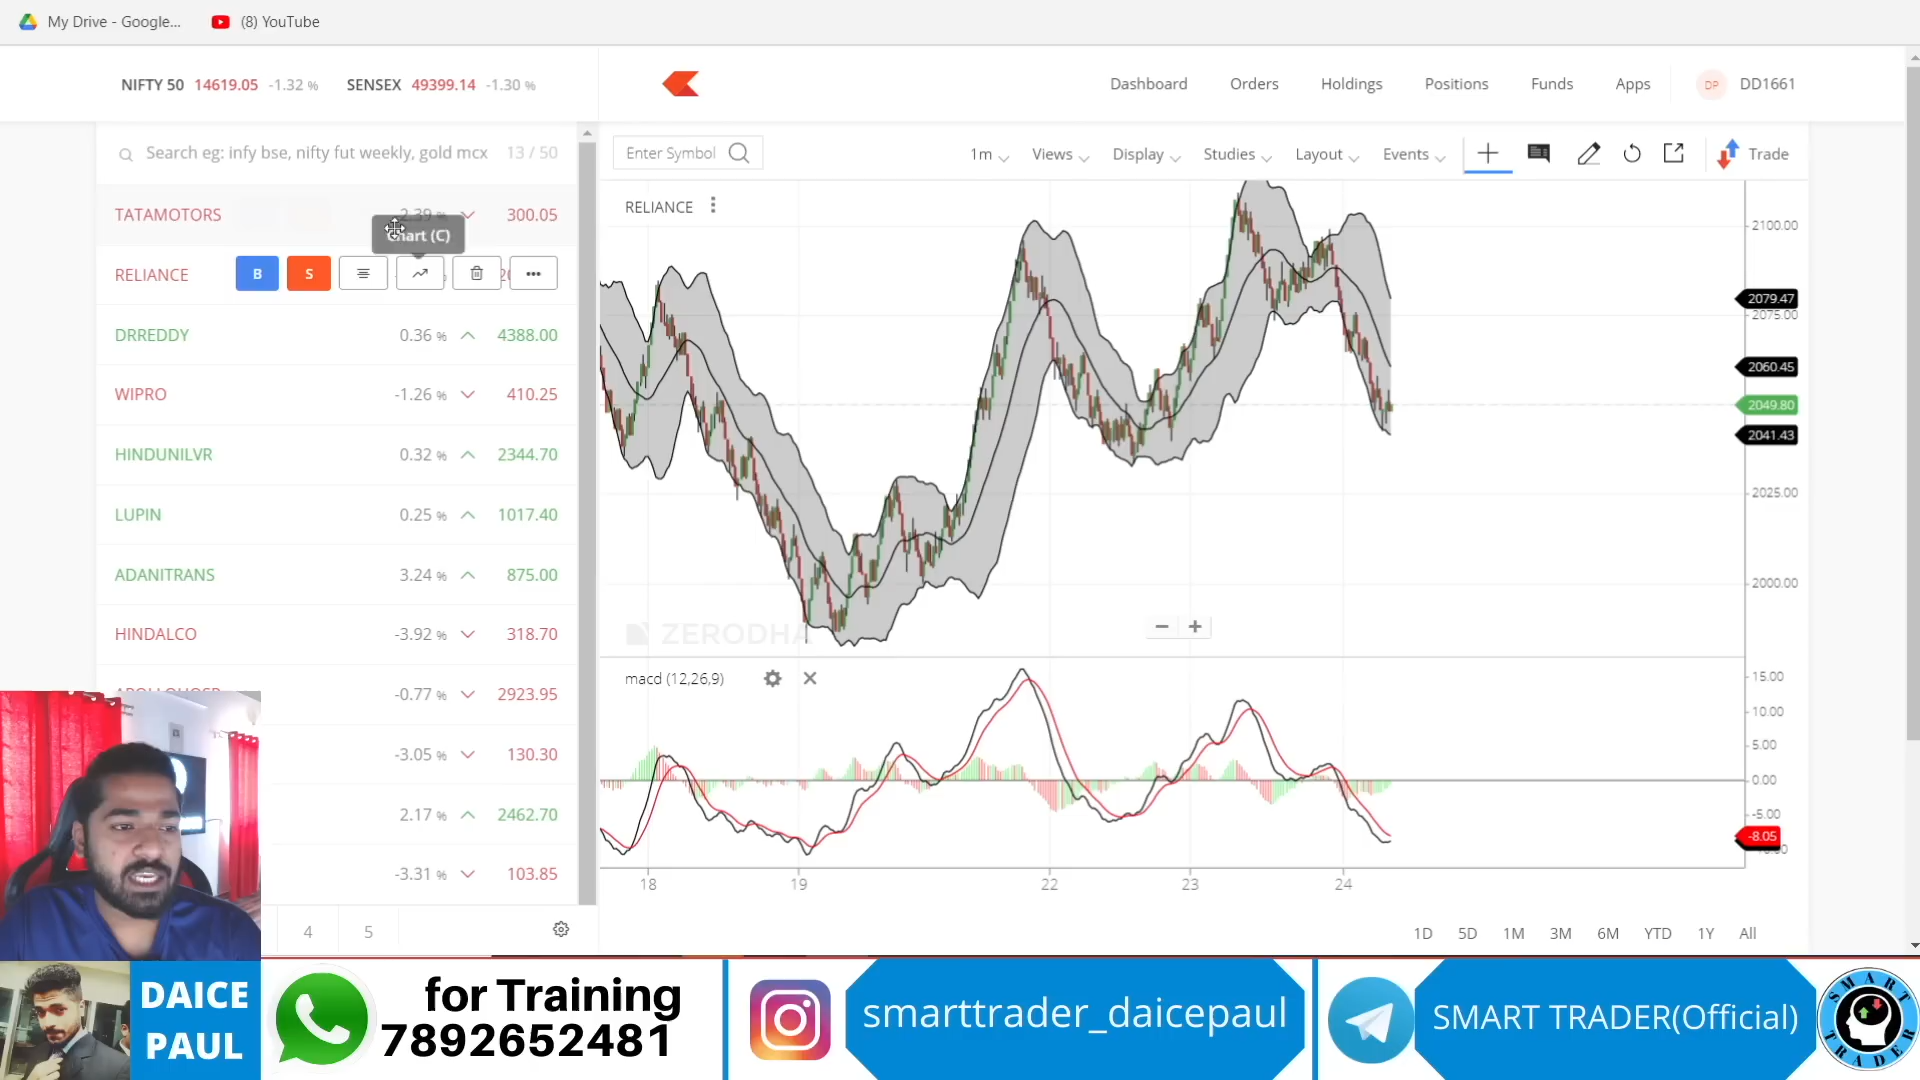 My Drive - Google...
(8) YouTube
NIFTY 50 14619.05 -1.32 %
SENSEX 49399.14 -1.30 %
Dashboard
Orders
Holdings
Positions
Funds
Apps
DP
DD1661
Search eg: infy bse, nifty fut weekly, gold mcx 13 / 50
TATAMOTORS -2.39 % 300.05
Chart (C)
RELIANCE B S
DRREDDY 0.36 % 4388.00
WIPRO -1.26 % 410.25
HINDUNILVR 0.32 % 2344.70
LUPIN 0.25 % 1017.40
ADANITRANS 3.24 % 875.00
HINDALCO -3.92 % 318.70
-0.77 % 2923.95
-3.05 % 130.30
2.17 % 2462.70
-3.31 % 103.85
4 5
Enter Symbol
1m
Views
Display
Studies
Layout
Events
Trade
RELIANCE
2100.00
2079.47
2075.00
2060.45
2049.80
2041.43
2025.00
2000.00
ZERODHA
macd (12,26,9)
15.00
10.00
5.00
0.00
-5.00
-8.05
18 19 22 23 24
1D 5D 1M 3M 6M YTD 1Y All
DAICE
PAUL
for Training
7892652481
smarttrader_daicepaul
SMART TRADER(Official)
SMART
TRADER